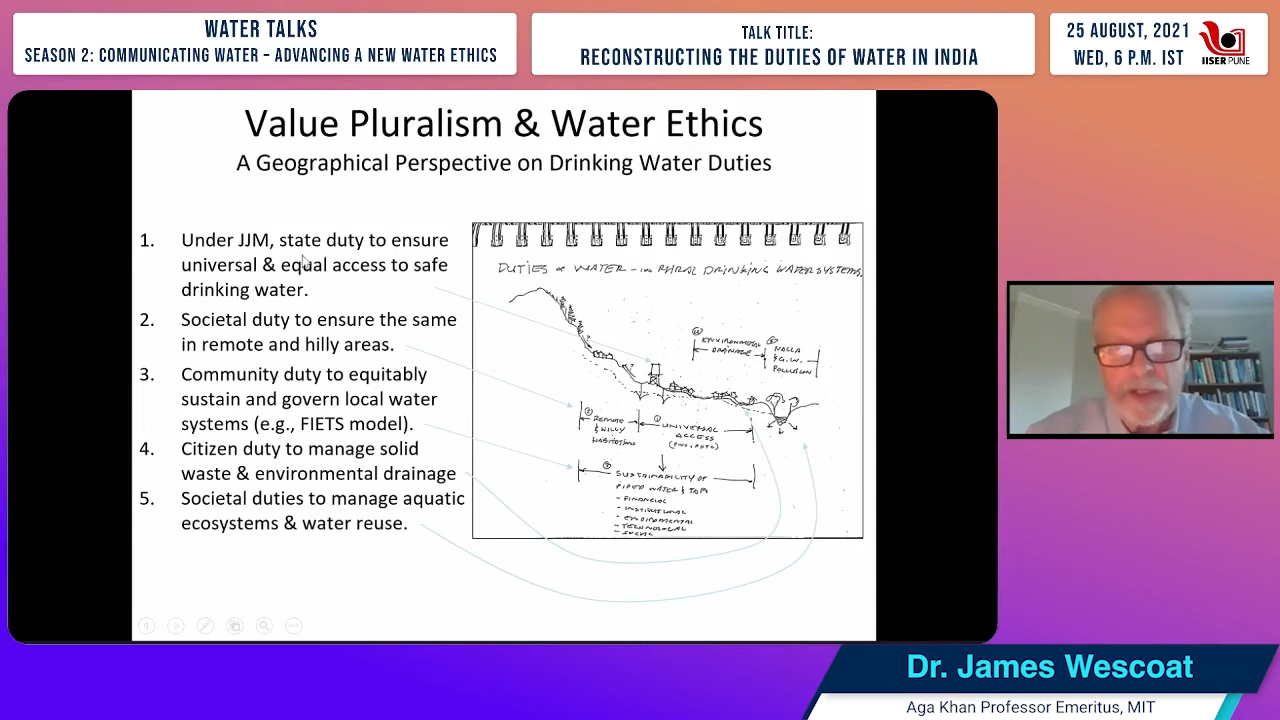 WATER TALKS
SEASON 2: COMMUNICATING WATER – ADVANCING A NEW WATER ETHICS
TALK TITLE:
RECONSTRUCTING THE DUTIES OF WATER IN INDIA
25 AUGUST, 2021
WED, 6 P.M. IST
IISER PUNE
Value Pluralism & Water Ethics
A Geographical Perspective on Drinking Water Duties
1. Under JJM, state duty to ensure
universal & equal access to safe
drinking water.
2. Societal duty to ensure the same
in remote and hilly areas.
3. Community duty to equitably
sustain and govern local water
systems (e.g., FIETS model).
4. Citizen duty to manage solid
waste & environmental drainage
5. Societal duties to manage aquatic
ecosystems & water reuse.
DUTIES of WATER - in RURAL DRINKING WATER SYSTEMS
ENVIRONMENTAL
DRAINAGE
NALLA
& G.W.
POLLUTION
REMOTE
& HILLY
HABITATIONS
UNIVERSAL
ACCESS
SUSTAINABILITY OF
PIPED WATER & TAPS
- FINANCIAL
- INSTITUTIONAL
- ENVIRONMENTAL
- TECHNOLOGICAL
- SOCIAL
Dr. James Wescoat
Aga Khan Professor Emeritus, MIT